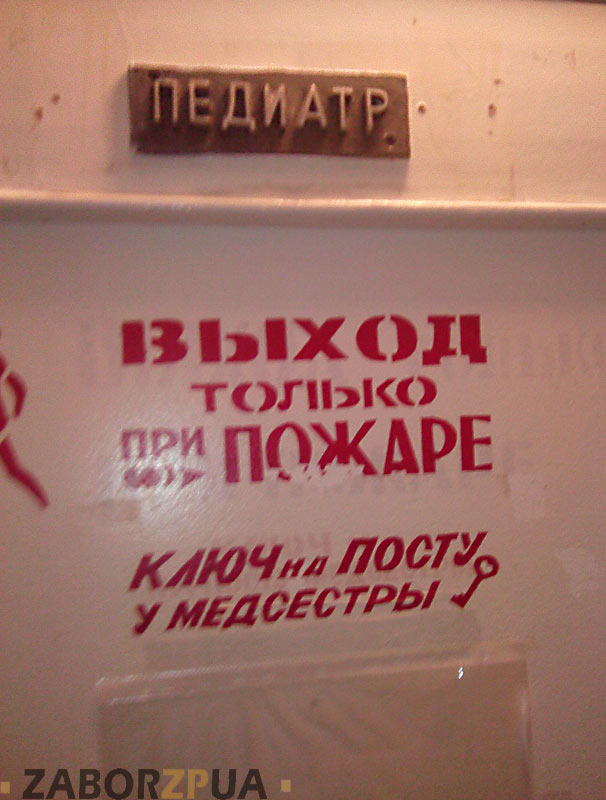 ПЕДИАТР
ВЫХОД
ТОЛЬКО
ПРИ ПОЖАРЕ
КЛЮЧ НА ПОСТУ
У МЕДСЕСТРЫ
ZABORZPUA